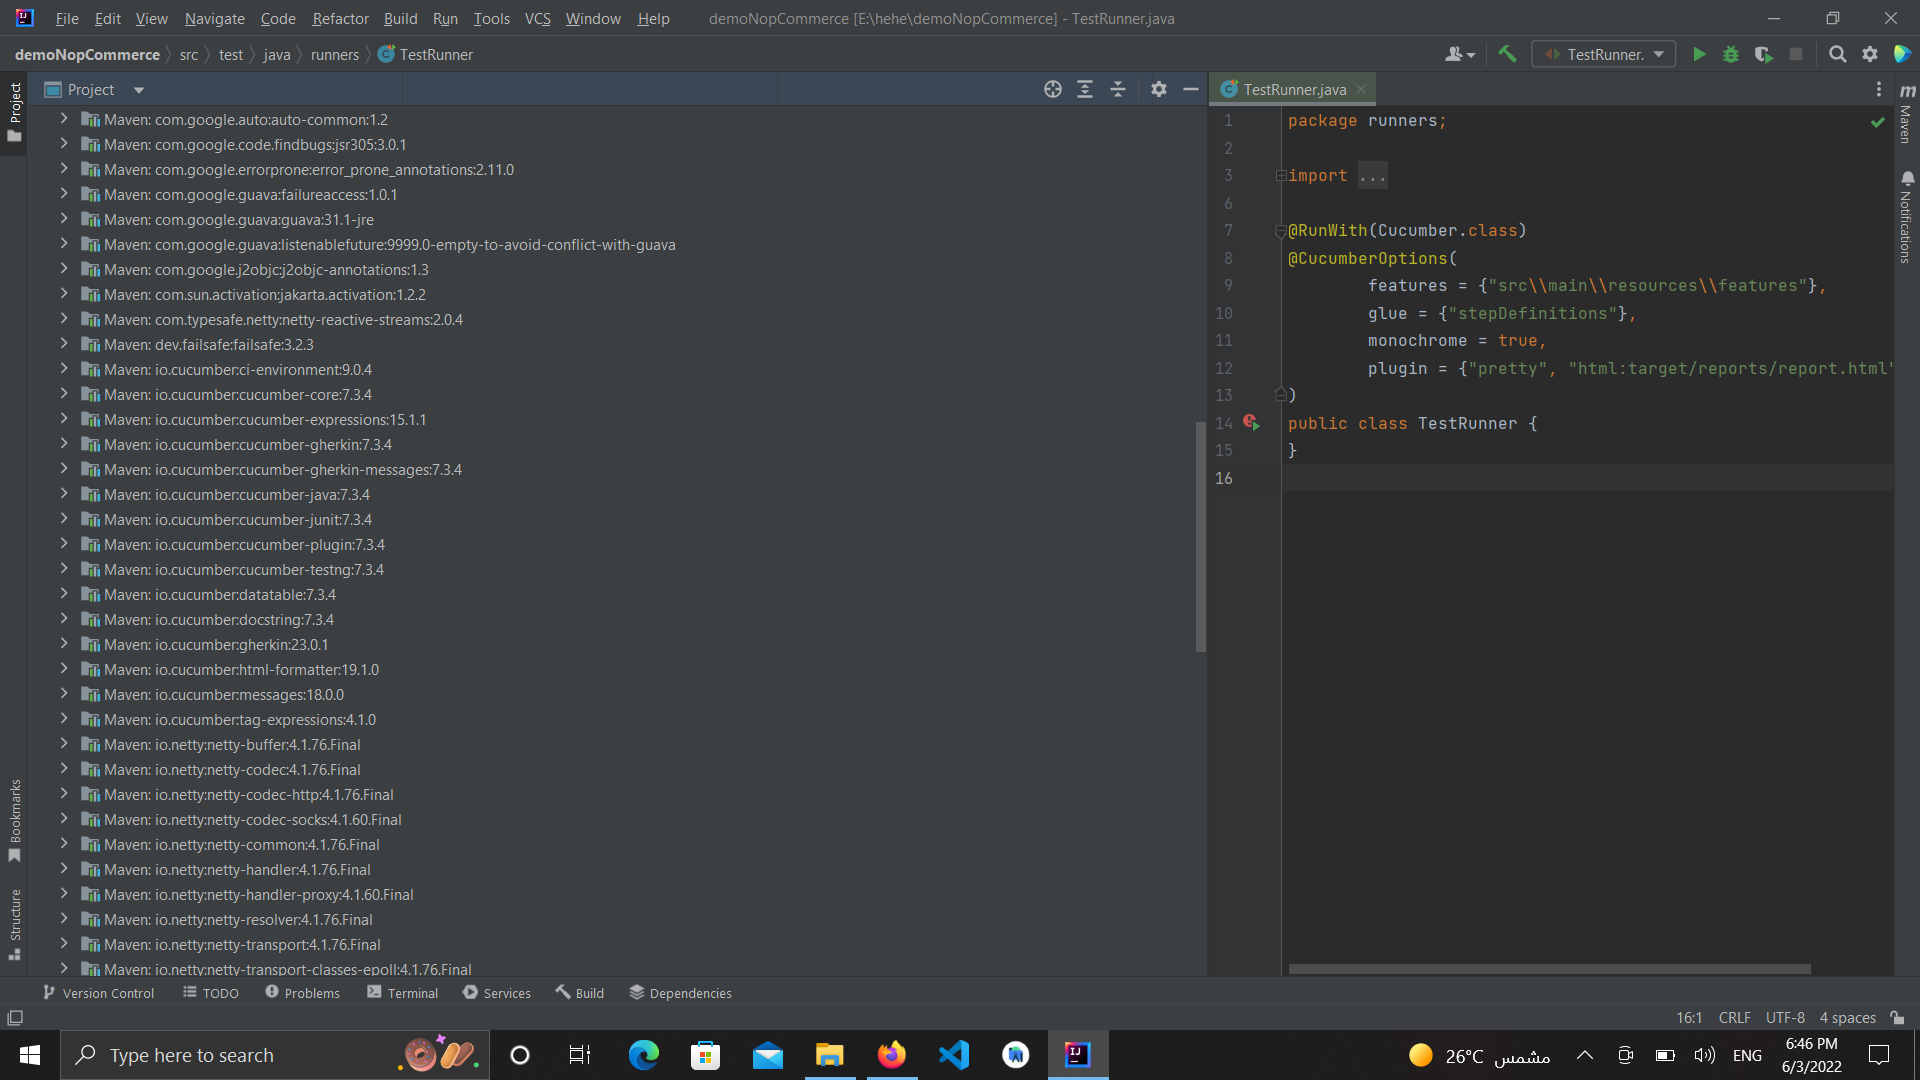 File Edit View Navigate Code Refactor Build Run Tools VCS Window Help demoNopCommerce [E:\hehe\demoNopCommerce] - TestRunner.java
demoNopCommerce src test java runners TestRunner TestRunner.
Project
Project
TestRunner.java
Maven
Notifications
Maven: com.google.auto:auto-common:1.2
Maven: com.google.code.findbugs:jsr305:3.0.1
Maven: com.google.errorprone:error_prone_annotations:2.11.0
Maven: com.google.guava:failureaccess:1.0.1
Maven: com.google.guava:guava:31.1-jre
Maven: com.google.guava:listenablefuture:9999.0-empty-to-avoid-conflict-with-guava
Maven: com.google.j2objc:j2objc-annotations:1.3
Maven: com.sun.activation:jakarta.activation:1.2.2
Maven: com.typesafe.netty:netty-reactive-streams:2.0.4
Maven: dev.failsafe:failsafe:3.2.3
Maven: io.cucumber:ci-environment:9.0.4
Maven: io.cucumber:cucumber-core:7.3.4
Maven: io.cucumber:cucumber-expressions:15.1.1
Maven: io.cucumber:cucumber-gherkin:7.3.4
Maven: io.cucumber:cucumber-gherkin-messages:7.3.4
Maven: io.cucumber:cucumber-java:7.3.4
Maven: io.cucumber:cucumber-junit:7.3.4
Maven: io.cucumber:cucumber-plugin:7.3.4
Maven: io.cucumber:cucumber-testng:7.3.4
Maven: io.cucumber:datatable:7.3.4
Maven: io.cucumber:docstring:7.3.4
Maven: io.cucumber:gherkin:23.0.1
Maven: io.cucumber:html-formatter:19.1.0
Maven: io.cucumber:messages:18.0.0
Maven: io.cucumber:tag-expressions:4.1.0
Maven: io.netty:netty-buffer:4.1.76.Final
Maven: io.netty:netty-codec:4.1.76.Final
Maven: io.netty:netty-codec-http:4.1.76.Final
Maven: io.netty:netty-codec-socks:4.1.60.Final
Maven: io.netty:netty-common:4.1.76.Final
Maven: io.netty:netty-handler:4.1.76.Final
Maven: io.netty:netty-handler-proxy:4.1.60.Final
Maven: io.netty:netty-resolver:4.1.76.Final
Maven: io.netty:netty-transport:4.1.76.Final
Maven: io.netty:netty-transport-classes-epoll:4.1.76.Final
1 package runners;
2
3 import ...
6
7 @RunWith(Cucumber.class)
8 @CucumberOptions(
9 features = {"src\\main\\resources\\features"},
10 glue = {"stepDefinitions"},
11 monochrome = true,
12 plugin = {"pretty", "html:target/reports/report.html"
13 )
14 public class TestRunner {
15 }
16
Bookmarks
Structure
Version Control TODO Problems Terminal Services Build Dependencies
16:1 CRLF UTF-8 4 spaces
Type here to search 26°C مشمس ENG 6:46 PM
6/3/2022